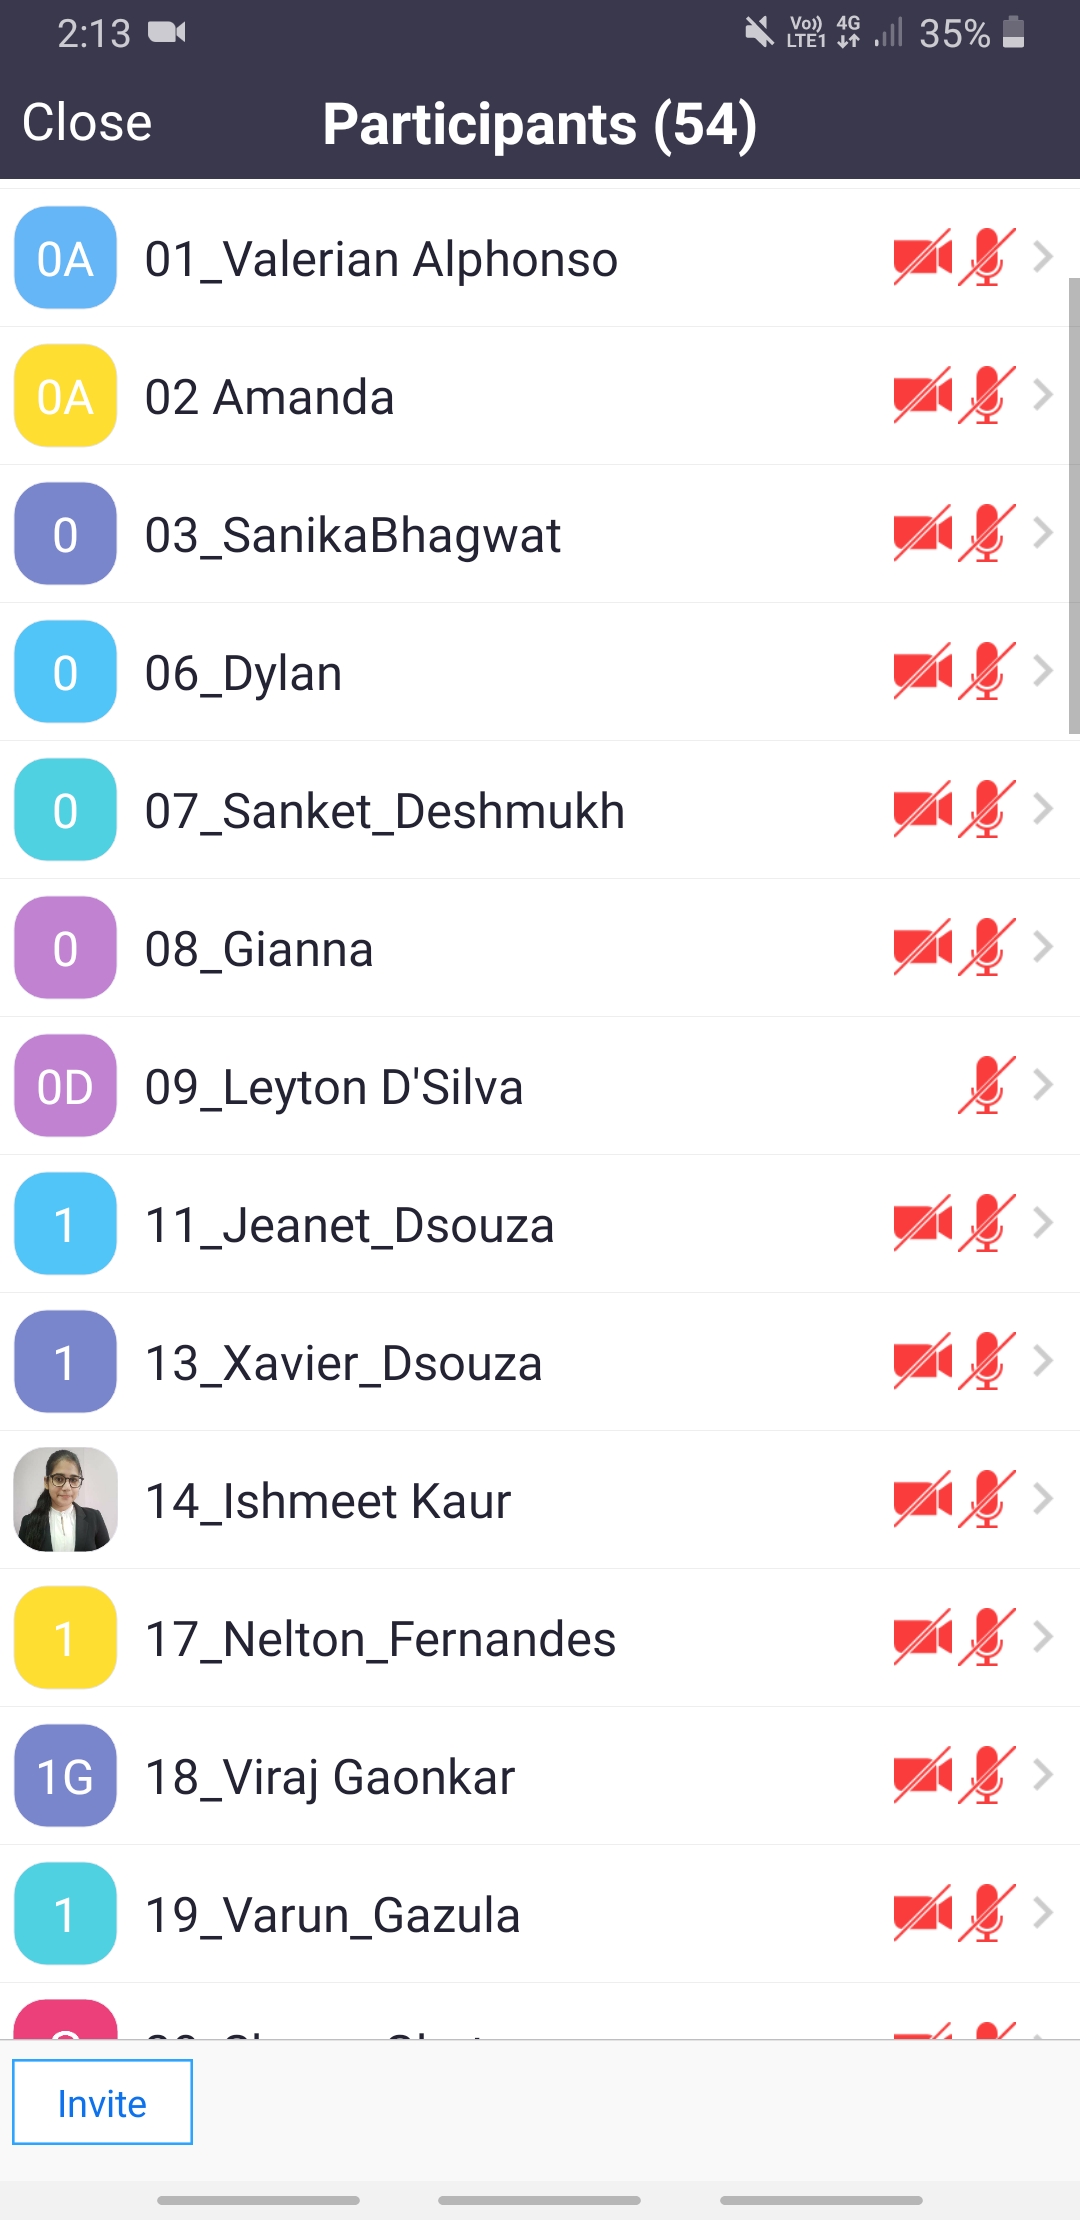 2:13 Vo)) LTE1 4G 35%
Close Participants (54)
0A 01_Valerian Alphonso
0A 02 Amanda
0 03_SanikaBhagwat
0 06_Dylan
0 07_Sanket_Deshmukh
0 08_Gianna
0D 09_Leyton D'Silva
1 11_Jeanet_Dsouza
1 13_Xavier_Dsouza
14_Ishmeet Kaur
1 17_Nelton_Fernandes
1G 18_Viraj Gaonkar
1 19_Varun_Gazula
Invite